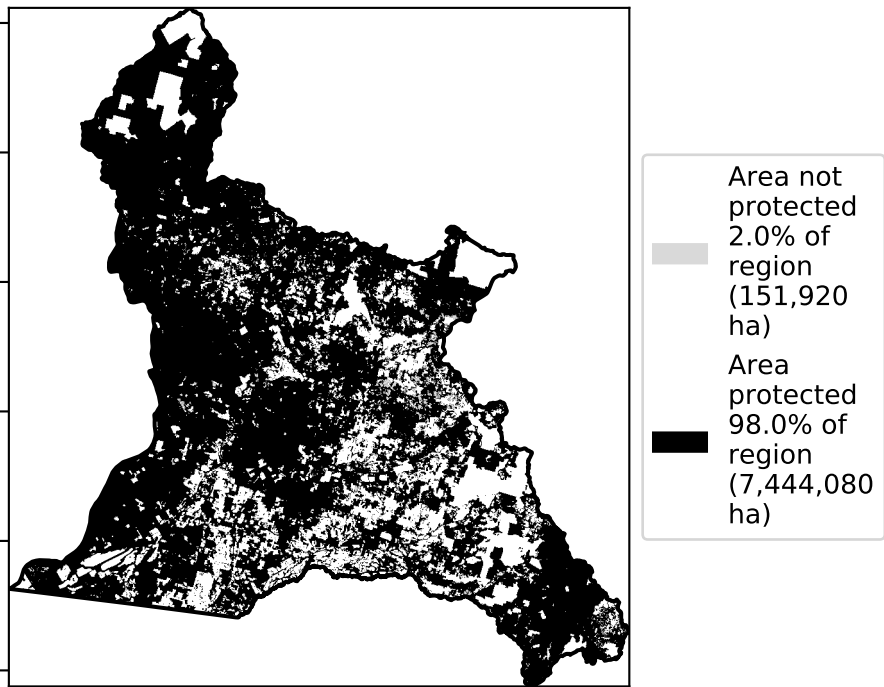 Area not
protected
2.0% of
region
(151,920
ha)
Area
protected
98.0% of
region
(7,444,080
ha)